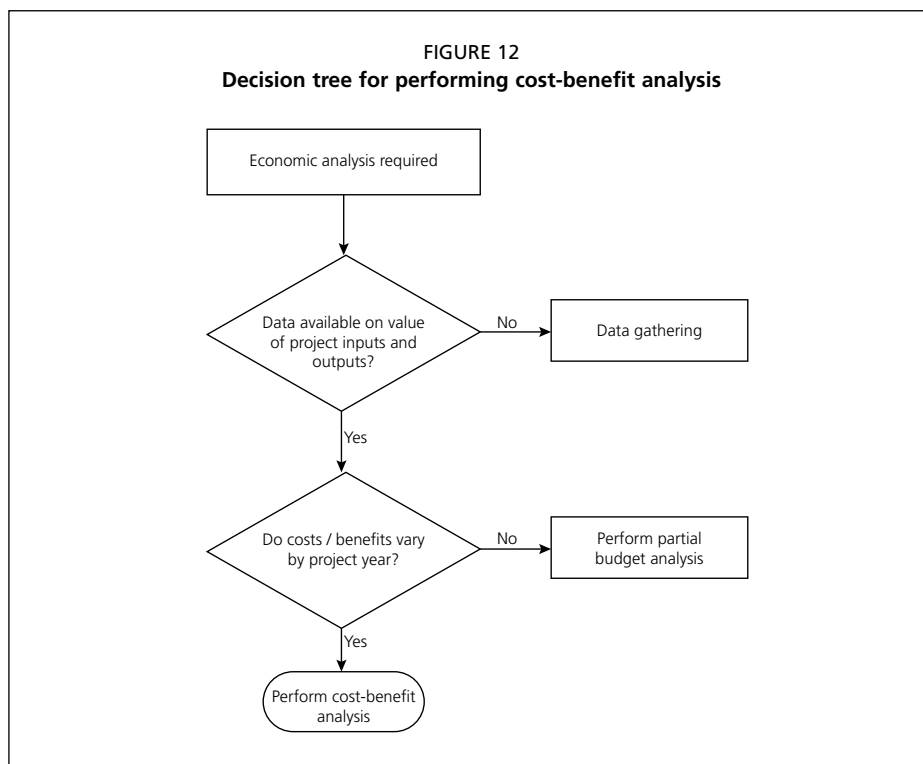 FIGURE 12
Decision tree for performing cost-benefit analysis
Economic analysis required
Data available on value
of project inputs and
outputs?
No
Data gathering
Yes
Do costs / benefits vary
by project year?
No
Perform partial
budget analysis
Yes
Perform cost-benefit
analysis